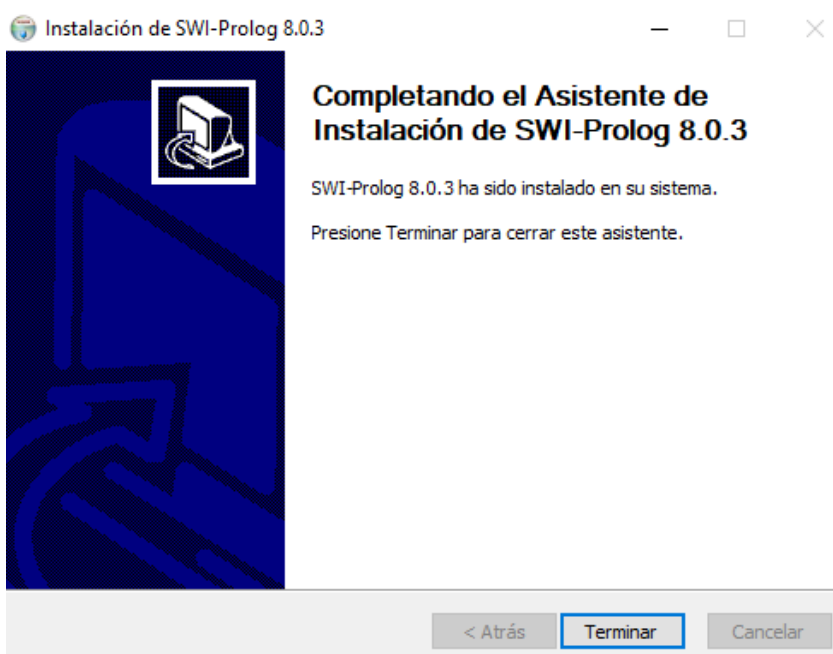 Instalación de SWI-Prolog 8.0.3
Completando el Asistente de
Instalación de SWI-Prolog 8.0.3
SWI-Prolog 8.0.3 ha sido instalado en su sistema.
Presione Terminar para cerrar este asistente.
< Atrás Terminar Cancelar